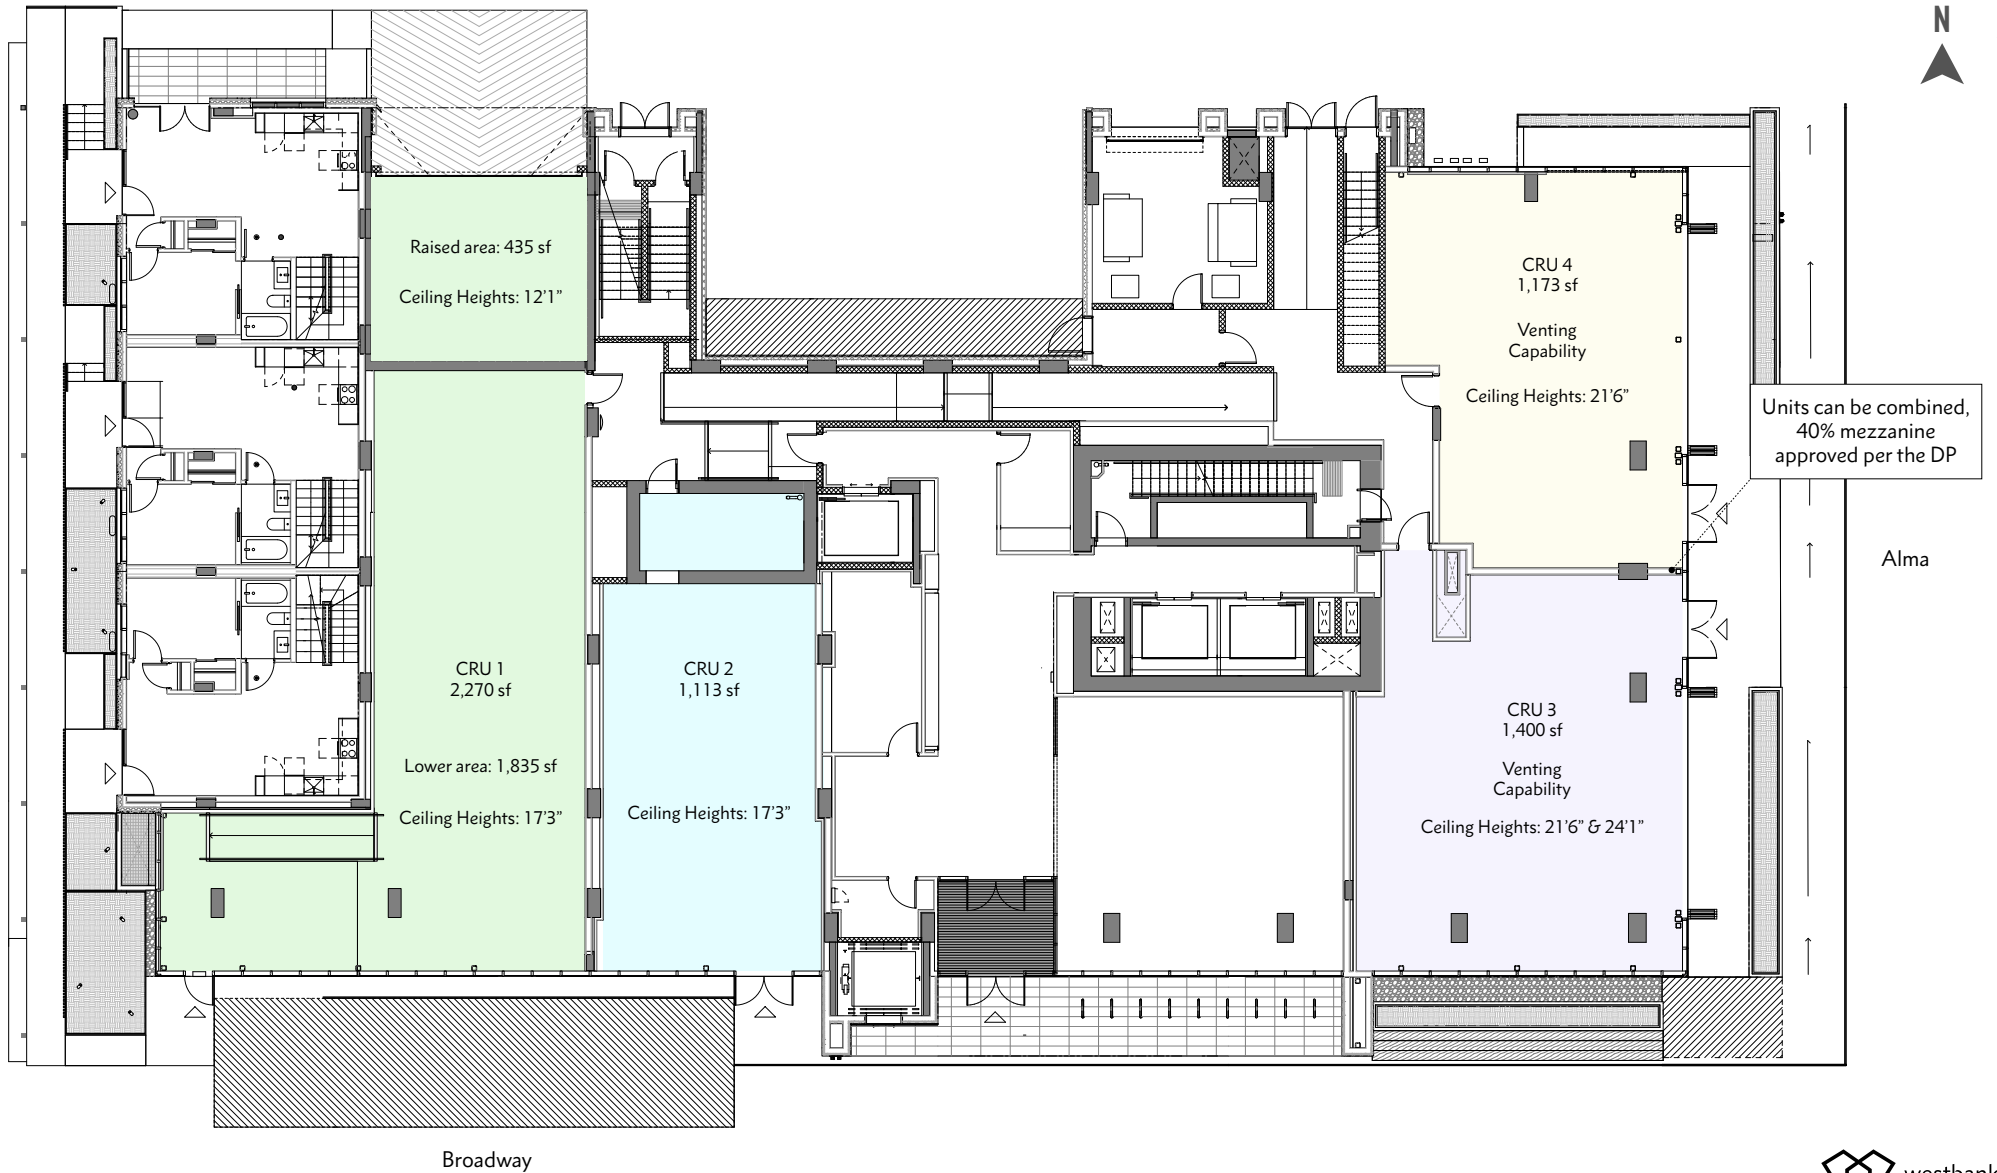 N
Raised area: 435 sf
Ceiling Heights: 12'1"
CRU 4
1,173 sf
Venting
Capability
Ceiling Heights: 21'6"
Units can be combined,
40% mezzanine
approved per the DP
Alma
CRU 1
2,270 sf
Lower area: 1,835 sf
Ceiling Heights: 17'3"
CRU 2
1,113 sf
Ceiling Heights: 17'3"
CRU 3
1,400 sf
Venting
Capability
Ceiling Heights: 21'6" & 24'1"
Broadway
westbank